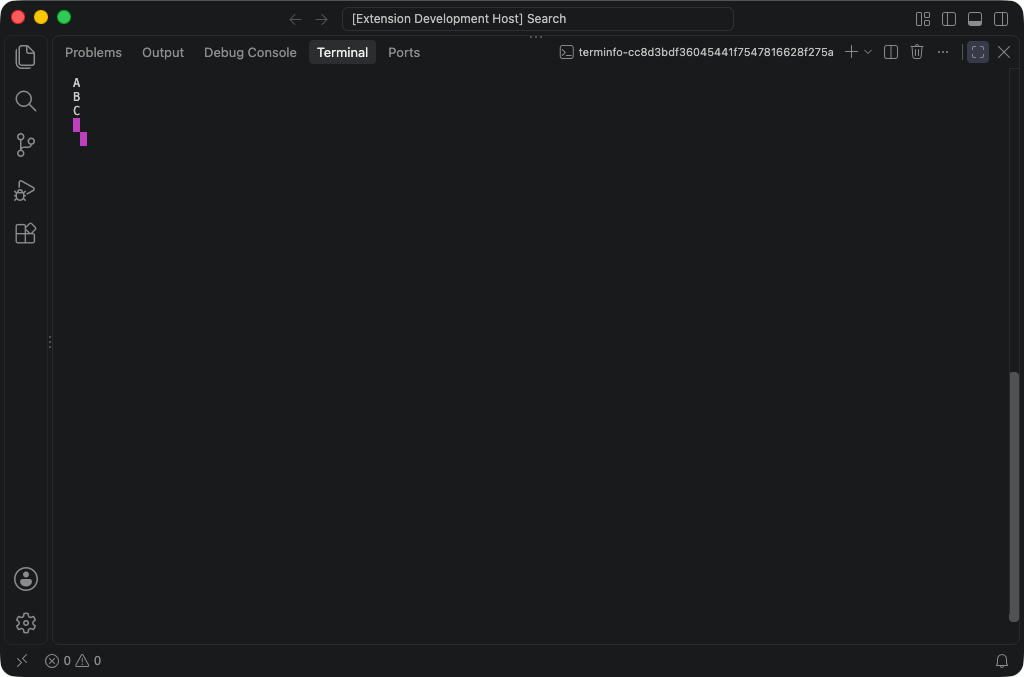 [Extension Development Host] Search
Problems Output Debug Console Terminal Ports
terminfo-cc8d3bdf36045441f7547816628f275a
A
B
C
0 0